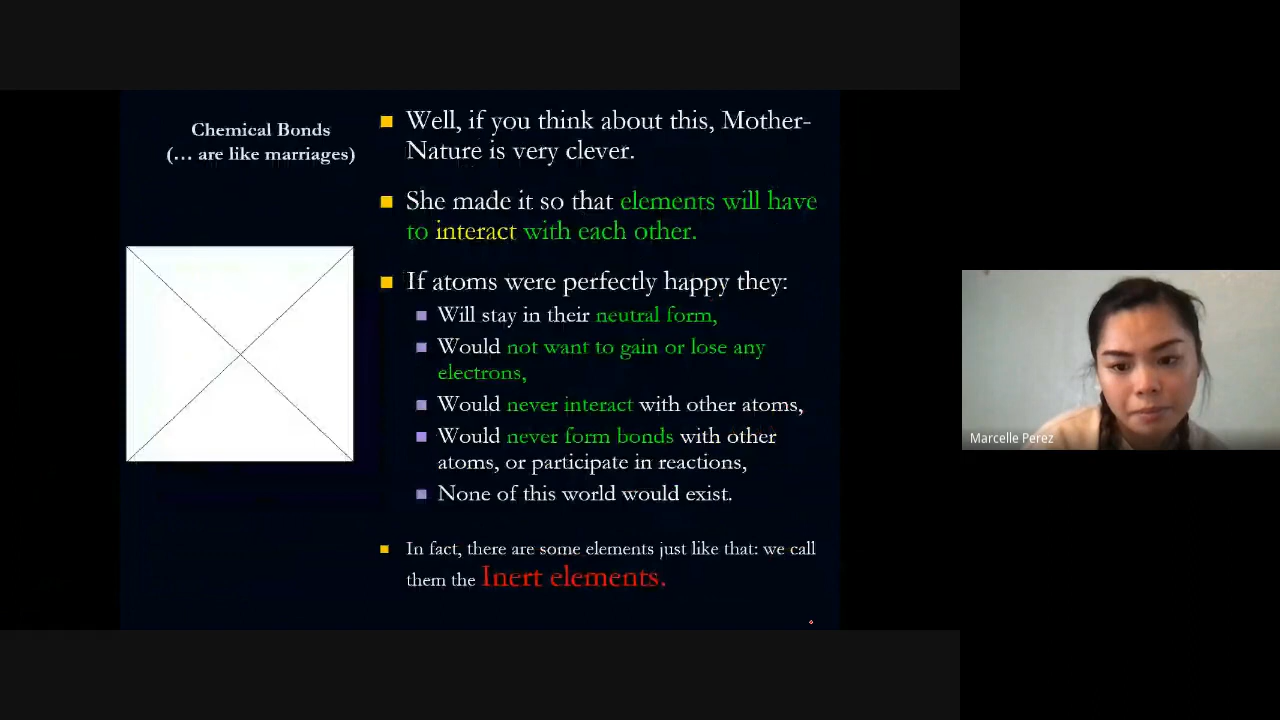 Chemical Bonds
(… are like marriages)
Well, if you think about this, Mother-
Nature is very clever.
She made it so that elements will have
to interact with each other.
If atoms were perfectly happy they:
Will stay in their neutral form,
Would not want to gain or lose any
electrons,
Would never interact with other atoms,
Would never form bonds with other
atoms, or participate in reactions,
None of this world would exist.
In fact, there are some elements just like that: we call
them the Inert elements.
Marcelle Perez